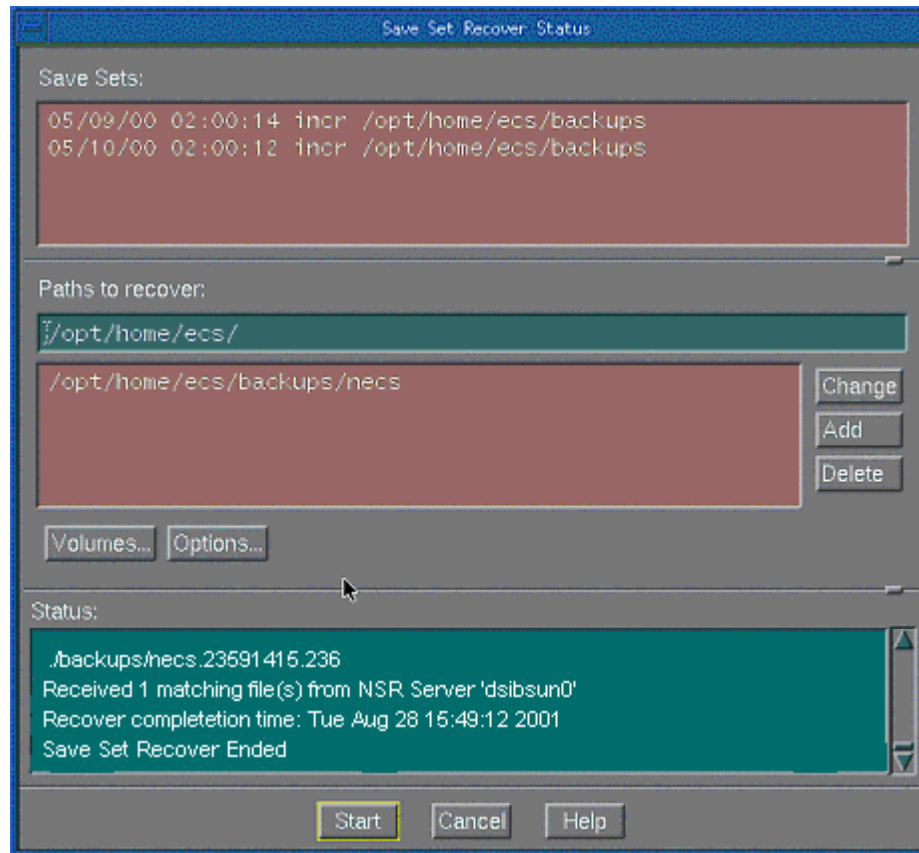 Save Set Recover Status
Save Sets:
05/09/00 02:00:14 incr /opt/home/ecs/backups
05/10/00 02:00:12 incr /opt/home/ecs/backups
Paths to recover:
/opt/home/ecs/
/opt/home/ecs/backups/necs
Change
Add
Delete
Volumes... Options...
Status:
./backups/necs.23591415.236
Received 1 matching file(s) from NSR Server 'dsibsun0'
Recover completetion time: Tue Aug 28 15:49:12 2001
Save Set Recover Ended
Start Cancel Help